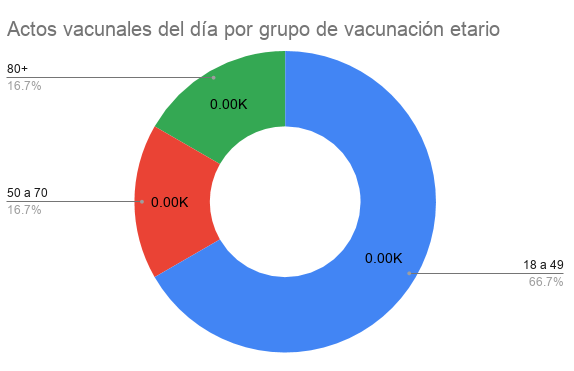 Actos vacunales del día por grupo de vacunación etario
80+
16.7%
0.00K
50 a 70
16.7%
0.00K
0.00K
18 a 49
66.7%